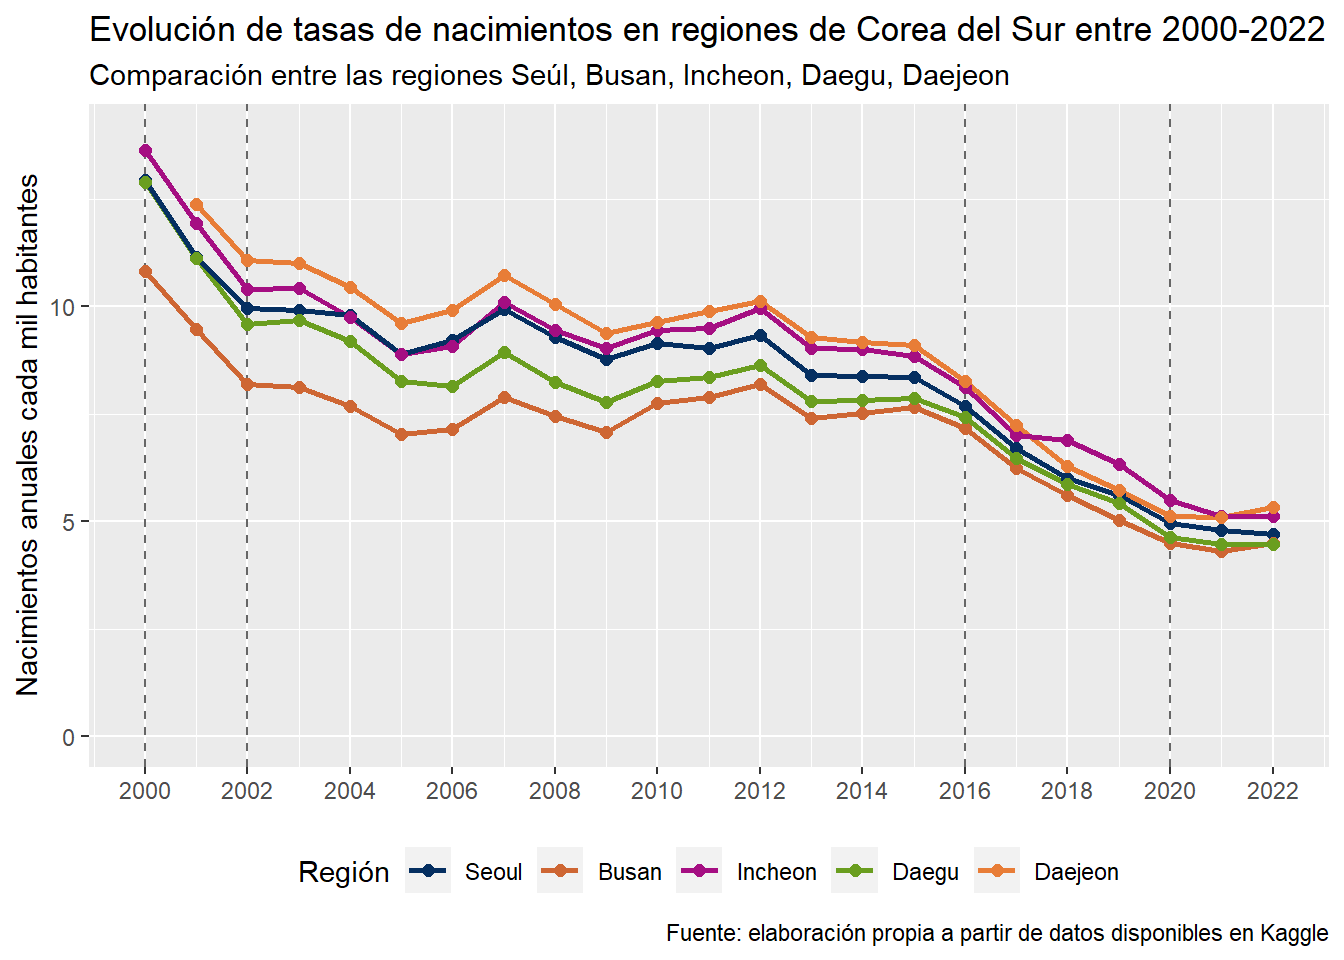 Evolución de tasas de nacimientos en regiones de Corea del Sur entre 2000-2022
Comparación entre las regiones Seúl, Busan, Incheon, Daegu, Daejeon
Nacimientos anuales cada mil habitantes
10
5
0
2000 2002 2004 2006 2008 2010 2012 2014 2016 2018 2020 2022
Región Seoul Busan Incheon Daegu Daejeon
Fuente: elaboración propia a partir de datos disponibles en Kaggle